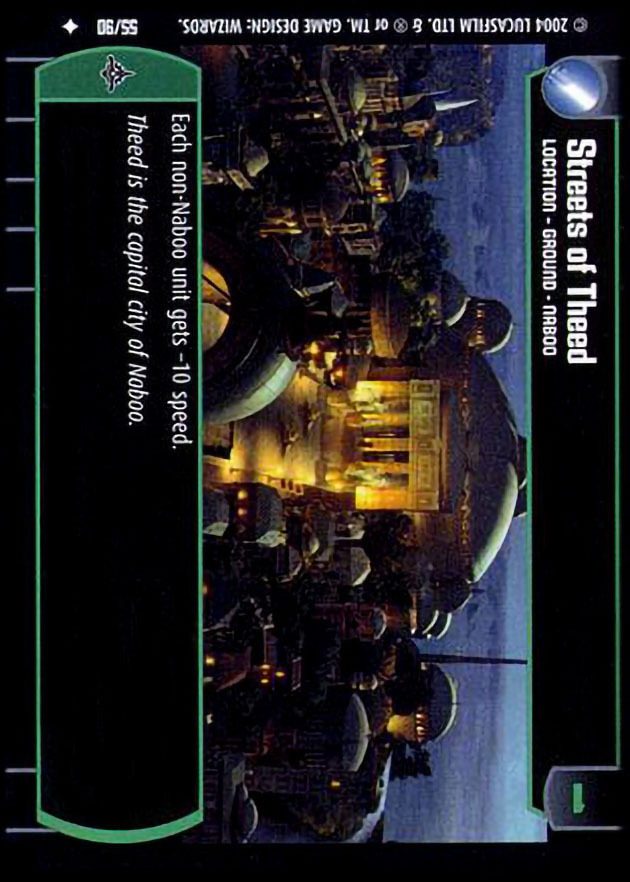 Streets of Theed
LOCATION - GROUND - NABOO
1
Each non-Naboo unit gets –10 speed.
Theed is the capital city of Naboo.
© 2004 LUCASFILM LTD. & ® or TM. GAME DESIGN: WIZARDS.
55/90